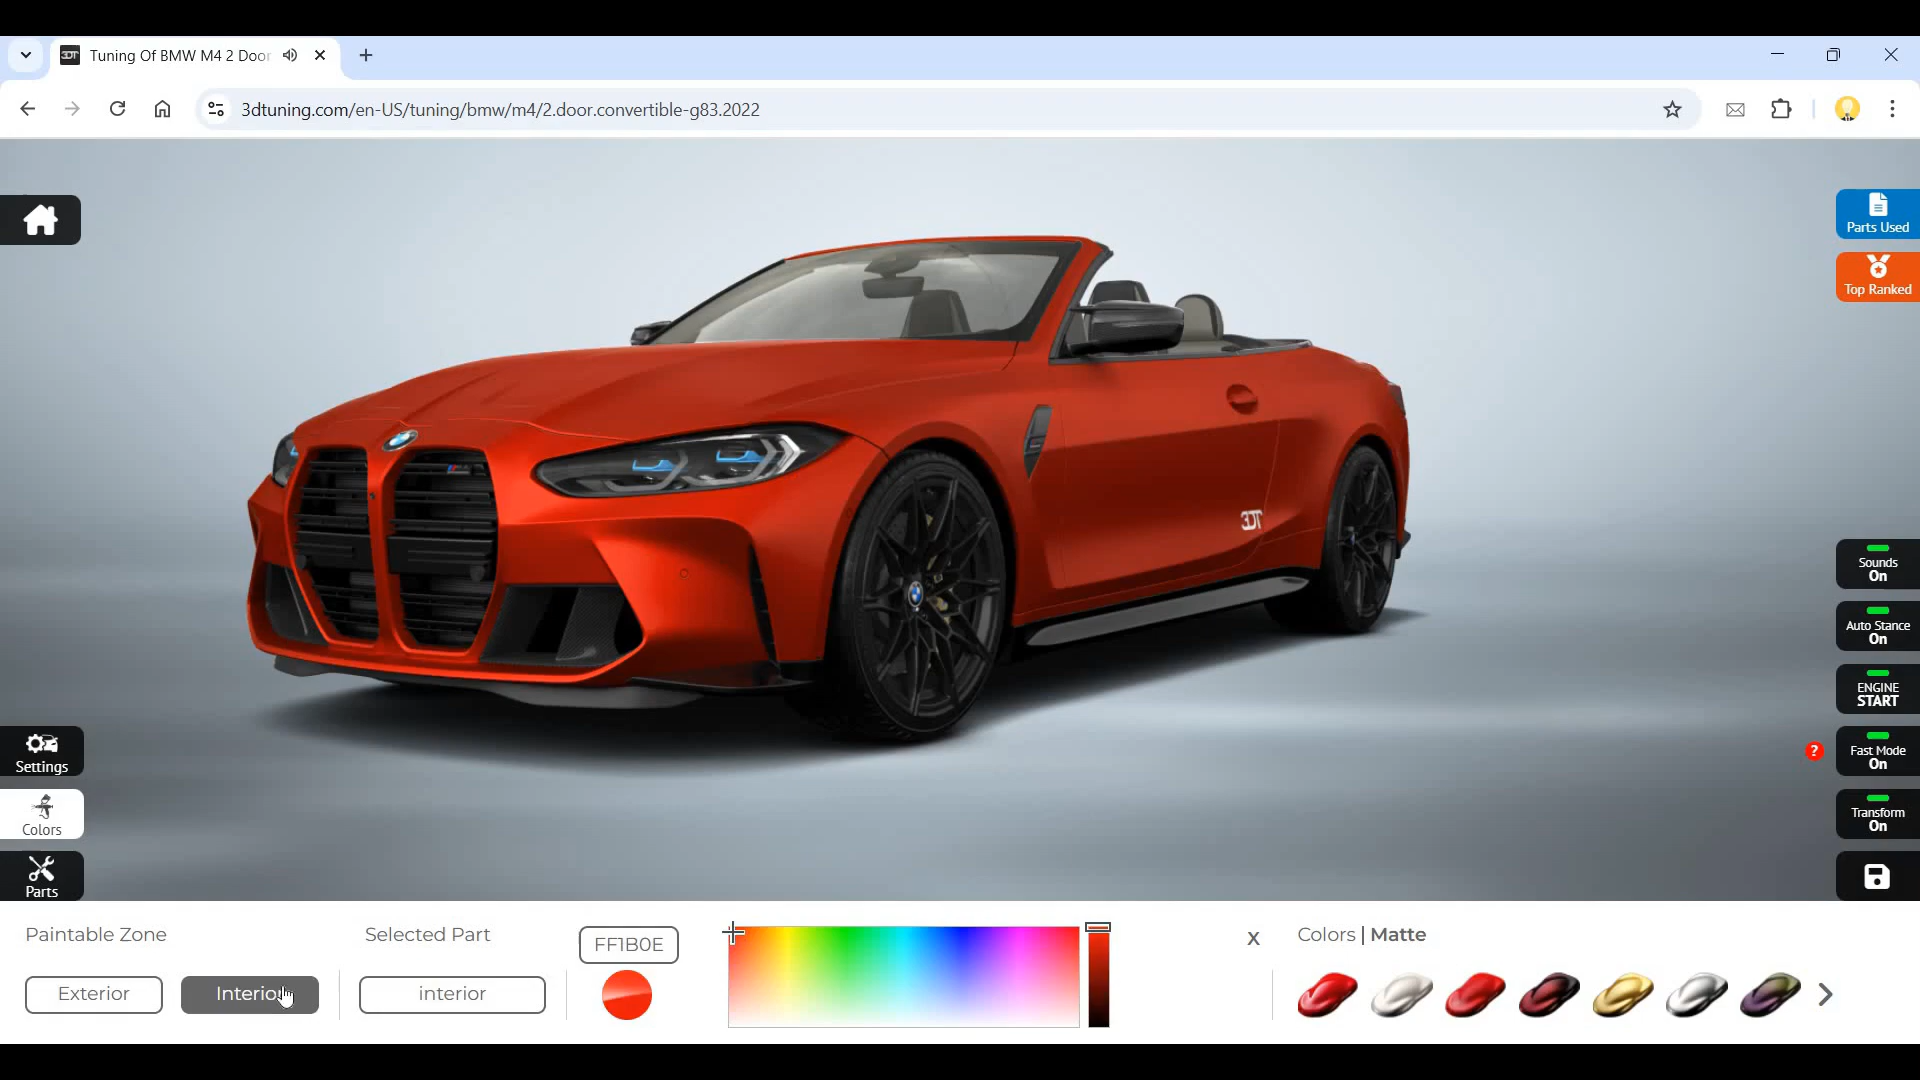 Tuning Of BMW M4 2 Door
3dtuning.com/en-US/tuning/bmw/m4/2.door.convertible-g83.2022
Parts Used
Top Ranked
3DT
Sounds
On
Auto Stance
On
ENGINE
START
Settings
?
Fast Mode
On
Colors
Transform
On
Parts
Paintable Zone
Selected Part
FF1B0E
X
Colors | Matte
Exterior
Interior
interior